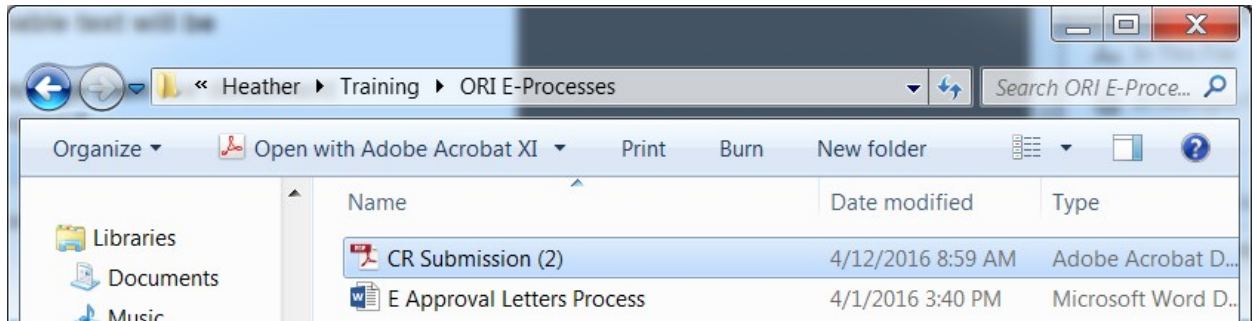 « Heather ▸ Training ▸ ORI E-Processes Search ORI E-Proce...
Organize Open with Adobe Acrobat XI Print Burn New folder
Name Date modified Type
Libraries
CR Submission (2) 4/12/2016 8:59 AM Adobe Acrobat D...
Documents
E Approval Letters Process 4/1/2016 3:40 PM Microsoft Word D...
Music